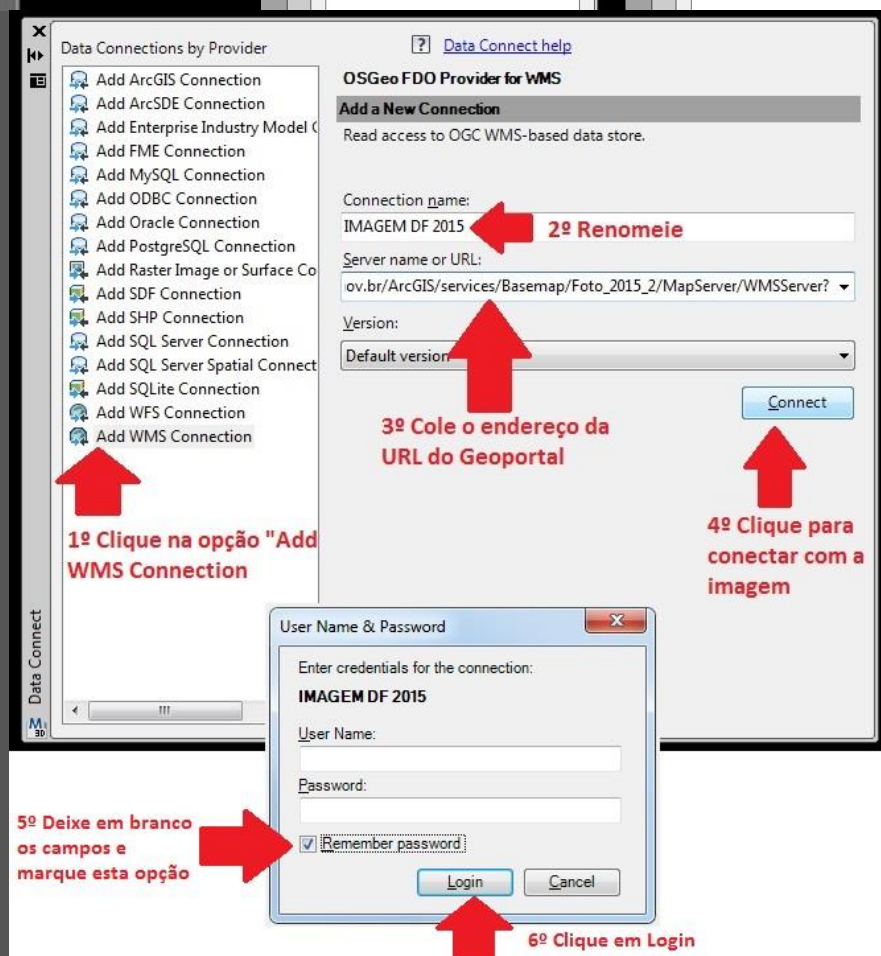 Data Connections by Provider
Add ArcGIS Connection
Add ArcSDE Connection
Add Enterprise Industry Model
Add FME Connection
Add MySQL Connection
Add ODBC Connection
Add Oracle Connection
Add PostgreSQL Connection
Add Raster Image or Surface Co
Add SDF Connection
Add SHP Connection
Add SQL Server Connection
Add SQL Server Spatial Connect
Add SQLite Connection
Add WFS Connection
Add WMS Connection
1º Clique na opção "Add
WMS Connection
Data Connect
M
3D
? Data Connect help
OSGeo FDO Provider for WMS
Add a New Connection
Read access to OGC WMS-based data store.
Connection name:
IMAGEM DF 2015
2º Renomeie
Server name or URL:
ov.br/ArcGIS/services/Basemap/Foto_2015_2/MapServer/WMSServer?
Version:
Default version
3º Cole o endereço da
URL do Geoportal
Connect
4º Clique para
conectar com a
imagem
User Name & Password
Enter credentials for the connection:
IMAGEM DF 2015
User Name:
Password:
5º Deixe em branco
os campos e
marque esta opção
Remember password
Login
Cancel
6º Clique em Login